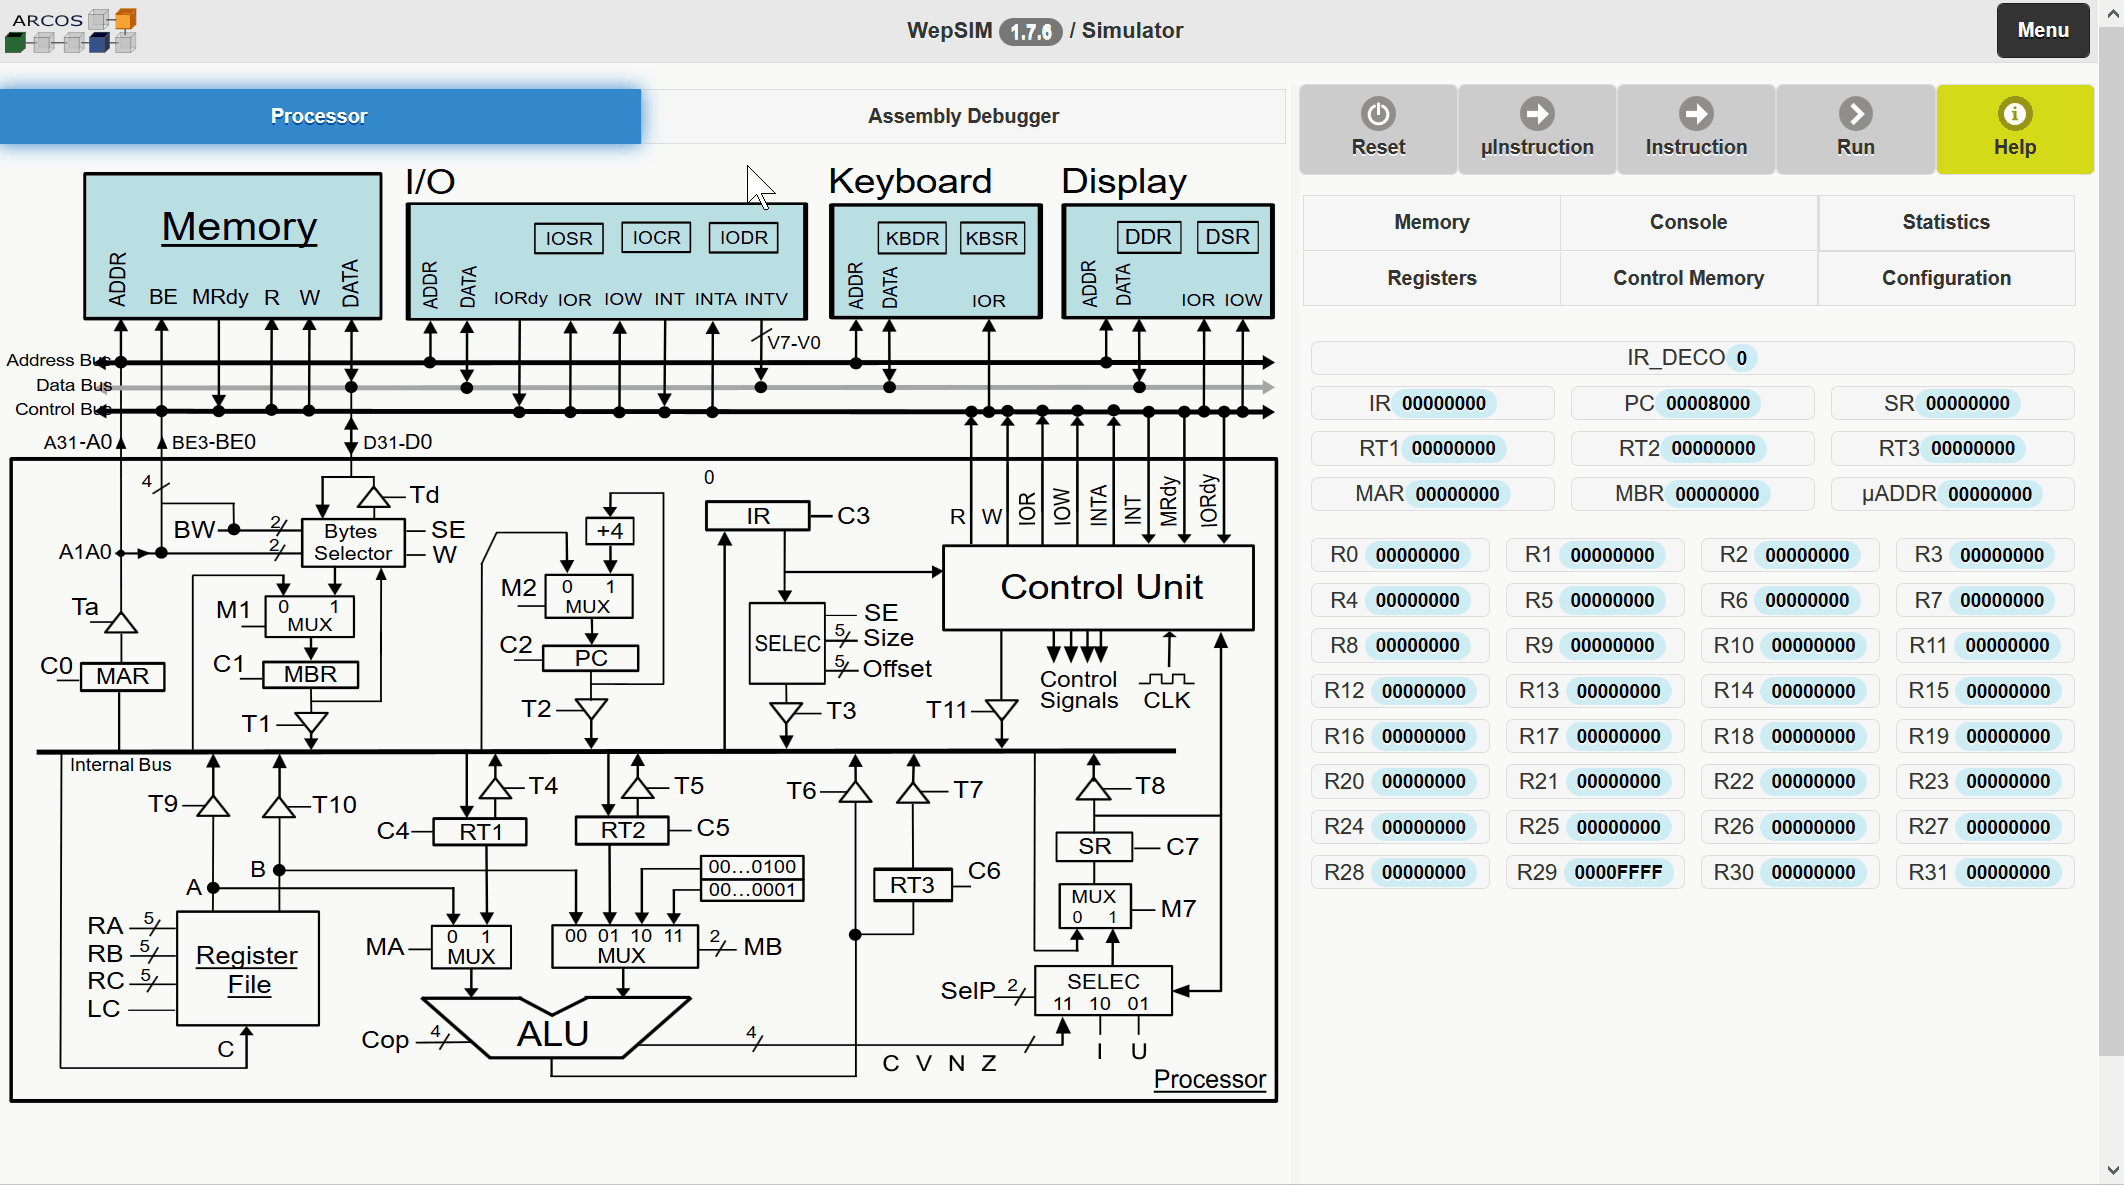 ARCOS
WepSIM 1.7.6 / Simulator
Menu
Processor
Assembly Debugger
Reset
µInstruction
Instruction
Run
Help
Memory
Console
Statistics
Registers
Control Memory
Configuration
IR_DECO 0
IR 00000000
PC 00008000
SR 00000000
RT1 00000000
RT2 00000000
RT3 00000000
MAR 00000000
MBR 00000000
µADDR 00000000
R0 00000000
R1 00000000
R2 00000000
R3 00000000
R4 00000000
R5 00000000
R6 00000000
R7 00000000
R8 00000000
R9 00000000
R10 00000000
R11 00000000
R12 00000000
R13 00000000
R14 00000000
R15 00000000
R16 00000000
R17 00000000
R18 00000000
R19 00000000
R20 00000000
R21 00000000
R22 00000000
R23 00000000
R24 00000000
R25 00000000
R26 00000000
R27 00000000
R28 00000000
R29 0000FFFF
R30 00000000
R31 00000000
Memory
ADDR
BE MRdy R W
DATA
I/O
IOSR IOCR IODR
ADDR
DATA
IORdy IOR IOW INT INTA INTV
V7-V0
Keyboard
KBDR KBSR
ADDR
DATA
IOR
Display
DDR DSR
ADDR
DATA
IOR IOW
Address Bus
Data Bus
Control Bus
A31-A0
BE3-BE0
D31-D0
4
Td
BW
2
2
A1A0
Bytes
Selector
SE
W
Ta
M1
0 1
MUX
C0
MAR
C1
MBR
T1
+4
M2
0 1
MUX
C2
PC
T2
0
IR
C3
SELEC
SE
5
Size
5
Offset
T3
R W IOR IOW INTA INT MRdy IORdy
Control Unit
Control
Signals
CLK
T11
Internal Bus
T9
T10
T4
T5
T6
T7
T8
C4
RT1
RT2
C5
B
A
00...0100
00...0001
RT3
C6
SR
C7
MUX
0 1
M7
RA 5
RB 5
RC 5
LC
Register
File
C
MA
0 1
MUX
00 01 10 11
MUX
2
MB
Cop 4
ALU
4
C V N Z
SelP 2
SELEC
11 10 01
I U
Processor